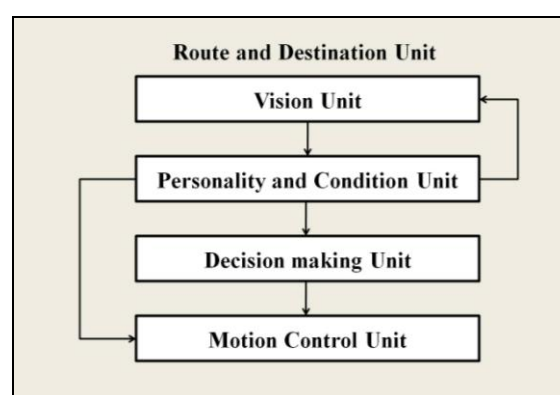 Route and Destination Unit
Vision Unit
Personality and Condition Unit
Decision making Unit
Motion Control Unit